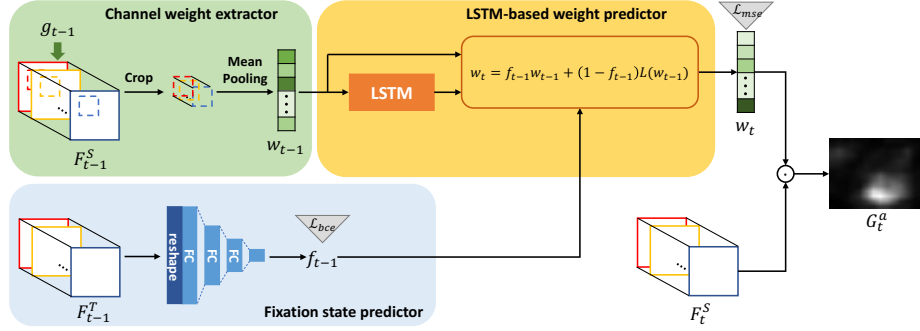 Channel weight extractor
g_{t−1}
Crop
Mean
Pooling
F^S_{t−1}
w_{t−1}
LSTM-based weight predictor
LSTM
w_t = f_{t−1}w_{t−1} + (1 − f_{t−1})L(w_{t−1})
ℒ_{mse}
w_t
G^a_t
F^T_{t−1}
reshape
FC
FC
FC
ℒ_{bce}
f_{t−1}
Fixation state predictor
F^S_t